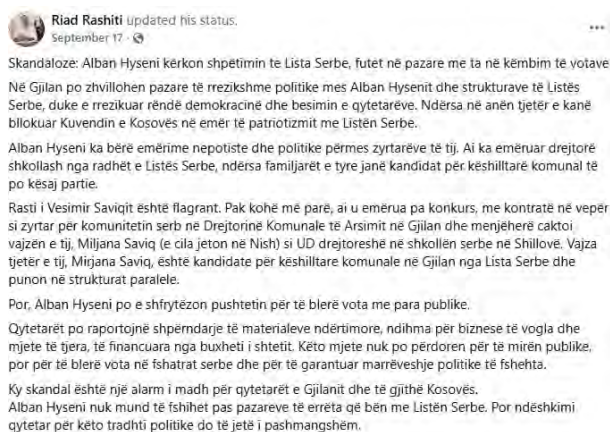 Riad Rashiti updated his status.
September 17 ·
Skandaloze: Alban Hyseni kërkon shpëtimin te Lista Serbe, futet në pazare me ta në këmbim të votave
Në Gjilan po zhvillohen pazare të rrezikshme politike mes Alban Hysenit dhe strukturave të Listës
Serbe, duke e rrezikuar rëndë demokracinë dhe besimin e qytetarëve. Ndërsa në anën tjetër e kanë
bllokuar Kuvendin e Kosovës në emër të patriotizmit me Listën Serbe.
Alban Hyseni ka bërë emërime nepotiste dhe politike përmes zyrtarëve të tij. Ai ka emëruar drejtorë
shkollash nga radhët e Listës Serbe, ndërsa familjarët e tyre janë kandidat për këshilltarë komunal të
po kësaj partie.
Rasti i Vesimir Saviqit është flagrant. Pak kohë më parë, ai u emërua pa konkurs, me kontratë në vepër
si zyrtar për komunitetin serb në Drejtorinë Komunale të Arsimit në Gjilan dhe menjëherë caktoi
vajzën e tij, Miljana Saviq (e cila jeton në Nish) si UD drejtoreshë në shkollën serbe në Shillovë. Vajza
tjetër e tij, Mirjana Saviq, është kandidate për këshilltare komunale në Gjilan nga Lista Serbe dhe
punon në strukturat paralele.
Por, Alban Hyseni po e shfrytëzon pushtetin për të blerë vota me para publike.
Qytetarët po raportojnë shpërndarje të materialeve ndërtimore, ndihma për biznese të vogla dhe
mjete të tjera, të financuara nga buxheti i shtetit. Këto mjete nuk po përdoren për të mirën publike,
por për të blerë vota në fshatrat serbe dhe për të garantuar marrëveshje politike të fshehta.
Ky skandal është një alarm i madh për qytetarët e Gjilanit dhe të gjithë Kosovës.
Alban Hyseni nuk mund të fshihet pas pazareve të errëta që bën me Listën Serbe. Por ndëshkimi
qytetar për këto tradhti politike do të jetë i pashmangshëm.